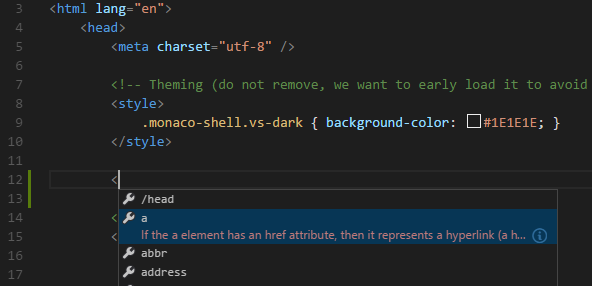 3 <html lang="en">
4 <head>
5 <meta charset="utf-8" />
6
7 <!-- Theming (do not remove, we want to early load it to avoid
8 <style>
9 .monaco-shell.vs-dark { background-color: #1E1E1E; }
10 </style>
11
12 <
13 /head
14 < a
If the a element has an href attribute, then it represents a hyperlink (a h...
15 <
16 abbr
17 address